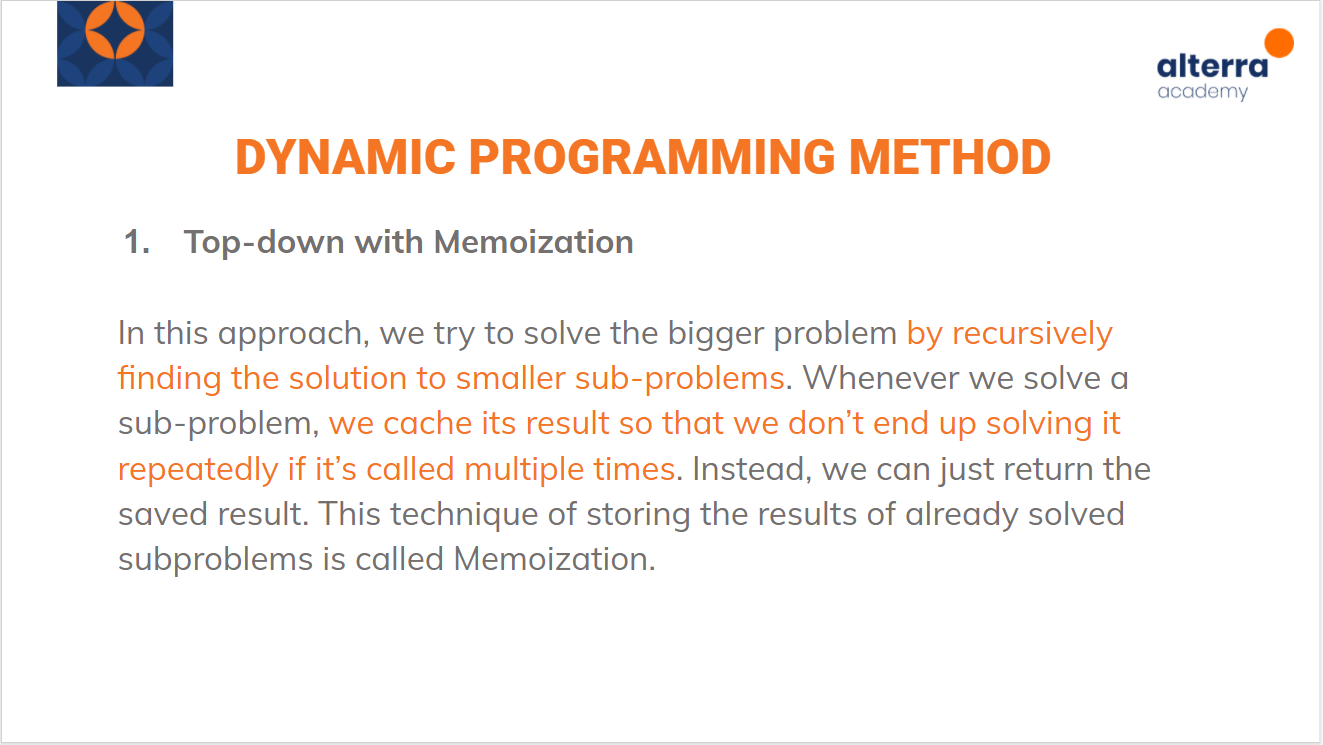 alterra
academy
DYNAMIC PROGRAMMING METHOD
1. Top-down with Memoization
In this approach, we try to solve the bigger problem by recursively
finding the solution to smaller sub-problems. Whenever we solve a
sub-problem, we cache its result so that we don’t end up solving it
repeatedly if it’s called multiple times. Instead, we can just return the
saved result. This technique of storing the results of already solved
subproblems is called Memoization.